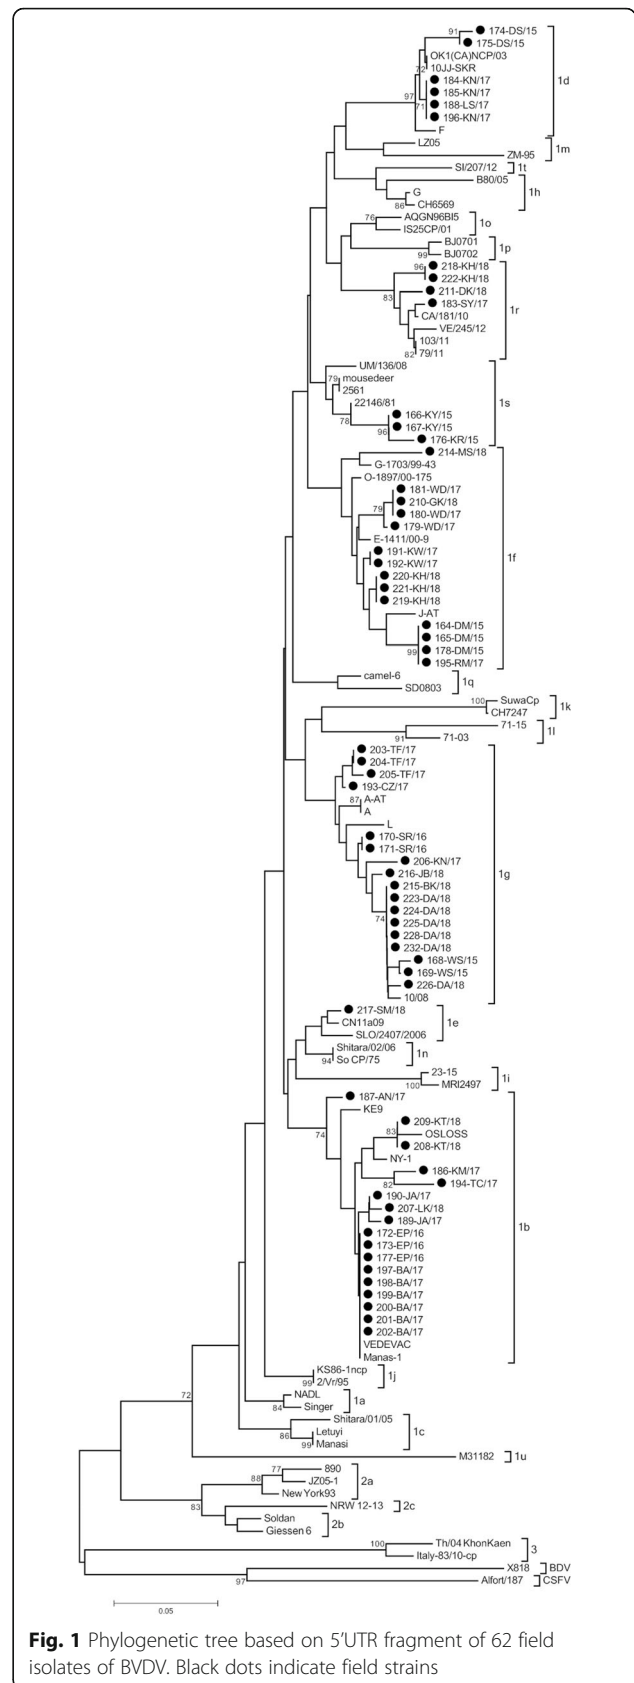 91
174-DS/15
175-DS/15
OK1(CA)NCP/03
72
10JJ-SKR
184-KN/17
1d
97
185-KN/17
71
188-LS/17
196-KN/17
F
LZ05
1m
ZM-95
SI/207/12
1t
B80/05
G
1h
86
CH6569
76
AQGN96BI5
1o
IS25CP/01
BJ0701
1p
99
BJ0702
96
218-KH/18
222-KH/18
83
211-DK/18
183-SY/17
1r
CA/181/10
VE/245/12
103/11
82
79/11
UM/136/08
79
mousedeer
2561
22146/81
1s
78
166-KY/15
167-KY/15
96
176-KR/15
214-MS/18
G-1703/99-43
O-1897/00-175
181-WD/17
79
210-GK/18
180-WD/17
179-WD/17
E-1411/00-9
191-KW/17
1f
192-KW/17
220-KH/18
221-KH/18
219-KH/18
J-AT
164-DM/15
165-DM/15
178-DM/15
99
195-RM/17
camel-6
1q
SD0803
100
SuwaCp
1k
CH7247
71-15
1l
91
71-03
203-TF/17
204-TF/17
205-TF/17
193-CZ/17
87
A-AT
A
L
170-SR/16
171-SR/16
206-KN/17
1g
216-JB/18
215-BK/18
223-DA/18
224-DA/18
74
225-DA/18
228-DA/18
232-DA/18
168-WS/15
169-WS/15
226-DA/18
10/08
217-SM/18
CN11a09
1e
SLO/2407/2006
Shitara/02/06
1n
94
So CP/75
23-15
1i
100
MRI2497
187-AN/17
KE9
74
83
209-KT/18
OSLOSS
208-KT/18
NY-1
186-KM/17
82
194-TC/17
190-JA/17
207-LK/18
1b
189-JA/17
172-EP/16
173-EP/16
177-EP/16
197-BA/17
198-BA/17
199-BA/17
200-BA/17
201-BA/17
202-BA/17
VEDEVAC
Manas-1
KS86-1ncp
1j
99
2/Vr/95
72
NADL
1a
84
Singer
Shitara/01/05
86
Letuyi
1c
99
Manasi
M31182
1u
77
890
88
JZ05-1
2a
New York93
83
NRW 12-13
2c
Soldan
2b
Giessen 6
100
Th/04 KhonKaen
3
Italy-83/10-cp
X818
BDV
97
Alfort/187
CSFV
0.05
Fig. 1 Phylogenetic tree based on 5’UTR fragment of 62 field
isolates of BVDV. Black dots indicate field strains